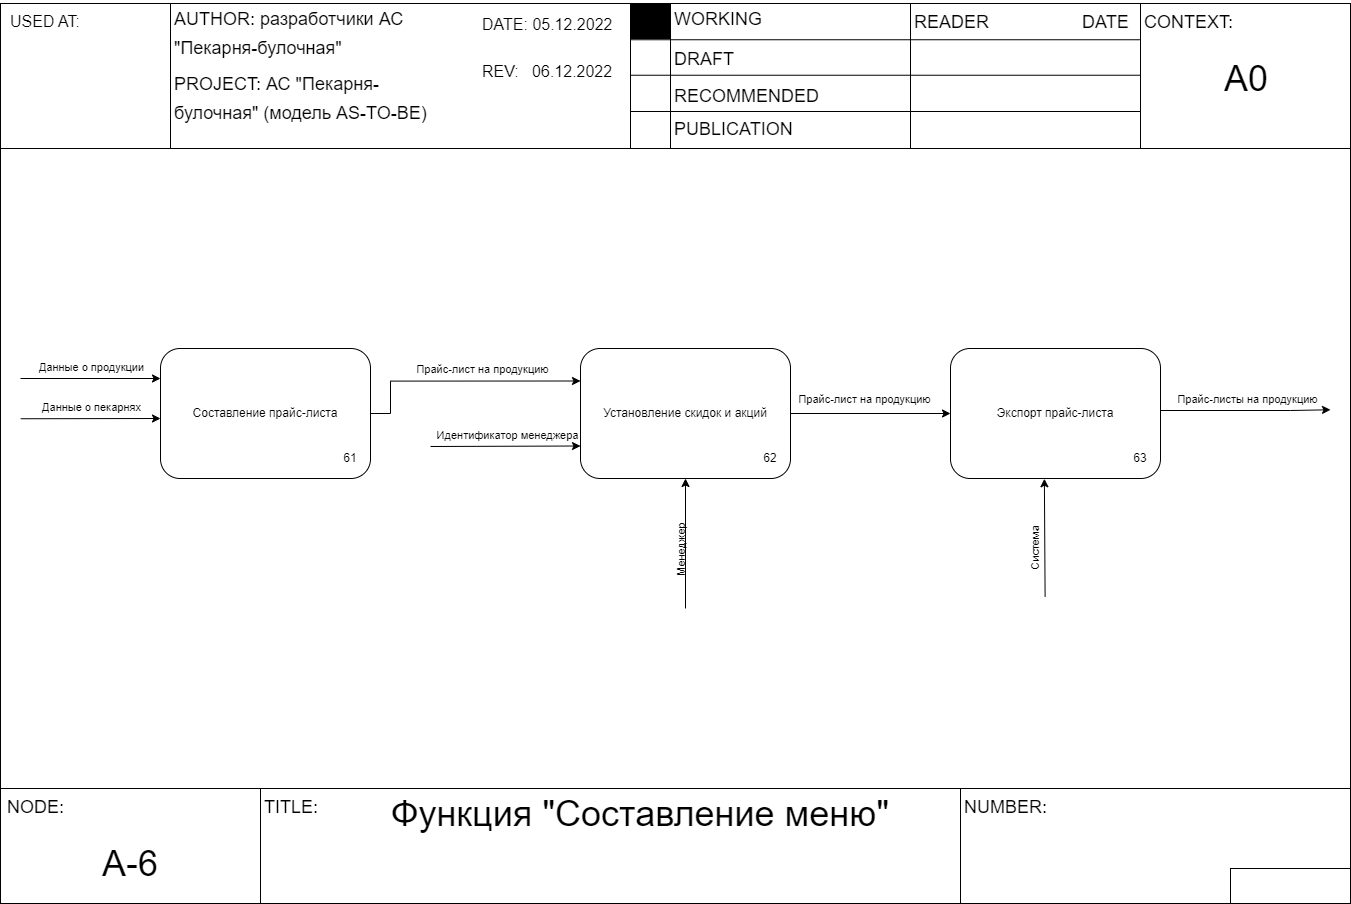 USED AT:
AUTHOR: разработчики АС
"Пекарня-булочная"
PROJECT: АС "Пекарня-
булочная" (модель AS-TO-BE)
DATE: 05.12.2022
REV: 06.12.2022
WORKING
DRAFT
RECOMMENDED
PUBLICATION
READER DATE
CONTEXT:
A0
Данные о продукции
Данные о пекарнях
Составление прайс-листа
61
Прайс-лист на продукцию
Идентификатор менеджера
Установление скидок и акций
62
Менеджер
Прайс-лист на продукцию
Экспорт прайс-листа
63
Система
Прайс-листы на продукцию
NODE:
A-6
TITLE:
Функция "Составление меню"
NUMBER: